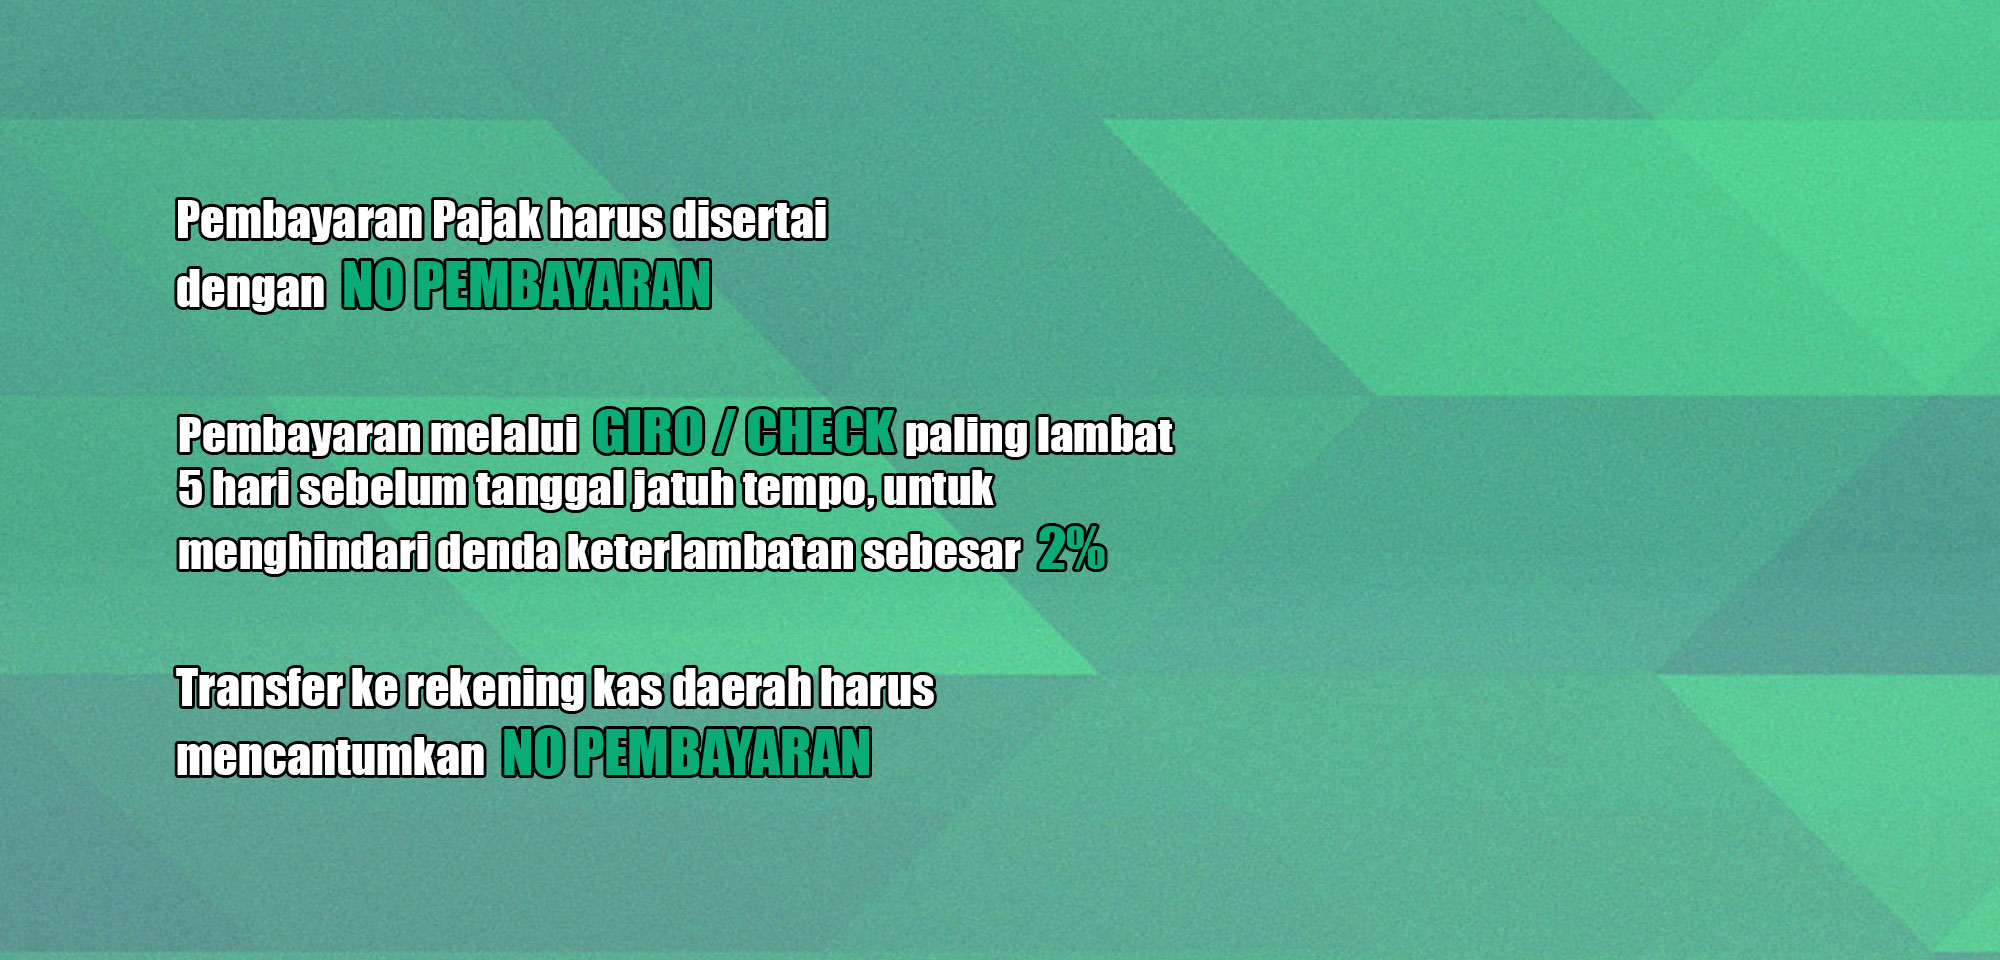 Pembayaran Pajak harus disertai
dengan NO PEMBAYARAN
Pembayaran melalui GIRO / CHECK paling lambat
5 hari sebelum tanggal jatuh tempo, untuk
menghindari denda keterlambatan sebesar 2%
Transfer ke rekening kas daerah harus
mencantumkan NO PEMBAYARAN